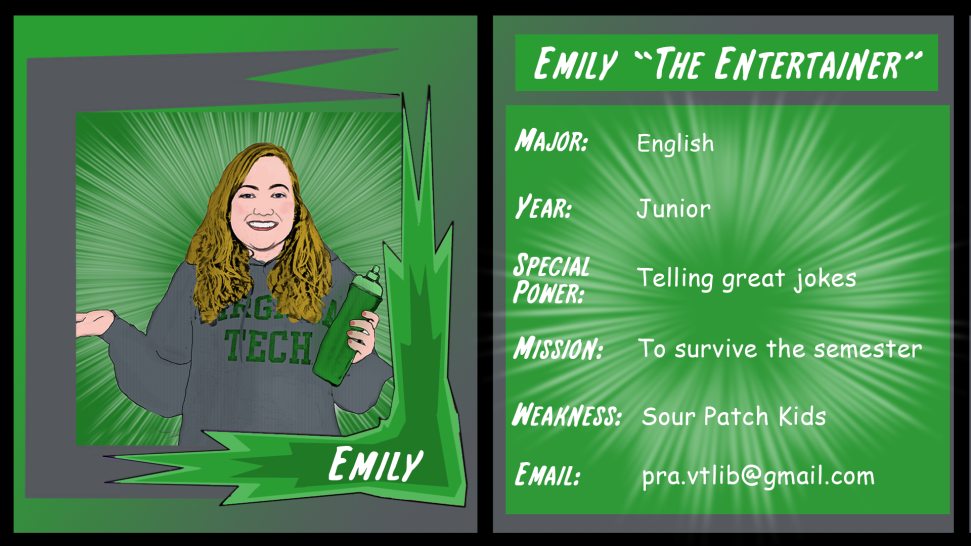 VIRGINIA
TECH
EMILY
EMILY “THE ENTERTAINER”
MAJOR: English
YEAR: Junior
SPECIAL
POWER: Telling great jokes
MISSION: To survive the semester
WEAKNESS: Sour Patch Kids
EMAIL: pra.vtlib@gmail.com